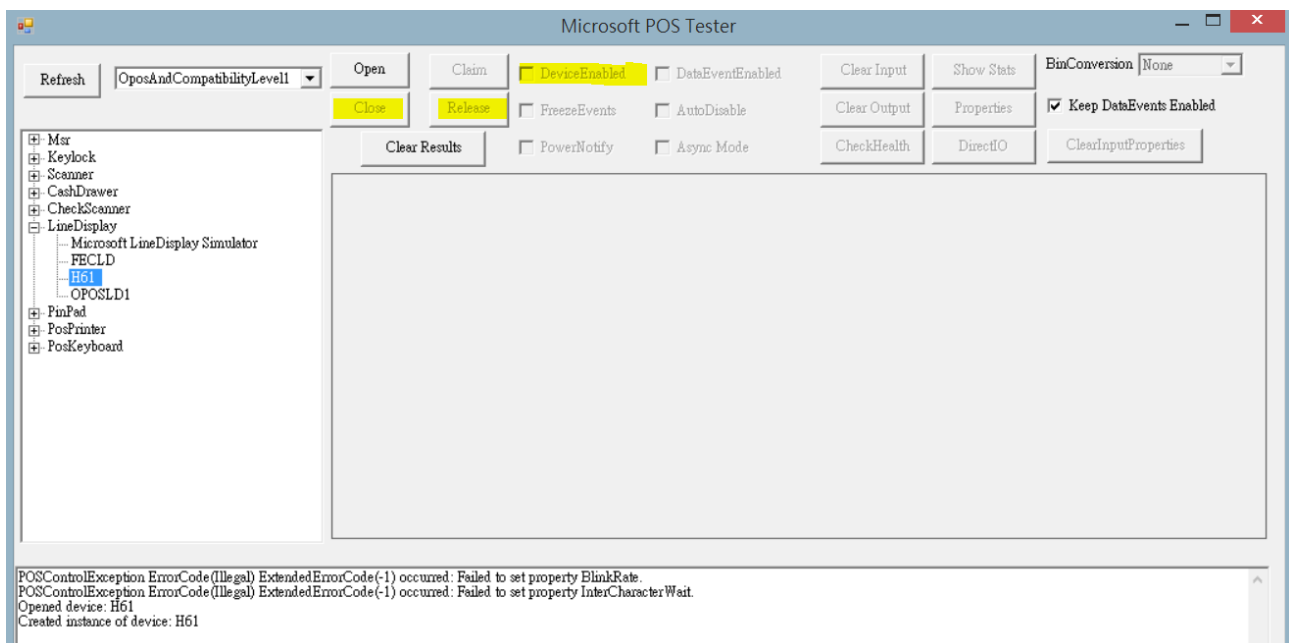 Microsoft POS Tester
Refresh
OposAndCompatibilityLevel1
Open
Claim
DeviceEnabled
DataEventEnabled
Clear Input
Show Stats
BinConversion
None
Close
Release
FreezeEvents
AutoDisable
Clear Output
Properties
Keep DataEvents Enabled
Clear Results
PowerNotify
Async Mode
CheckHealth
DirectIO
ClearInputProperties
Msr
Keylock
Scanner
CashDrawer
CheckScanner
LineDisplay
Microsoft LineDisplay Simulator
FECLD
H61
OPOSLD1
PinPad
PosPrinter
PosKeyboard
POSControlException ErrorCode(Illegal) ExtendedErrorCode(-1) occurred: Failed to set property BlinkRate.
POSControlException ErrorCode(Illegal) ExtendedErrorCode(-1) occurred: Failed to set property InterCharacterWait.
Opened device: H61
Created instance of device: H61